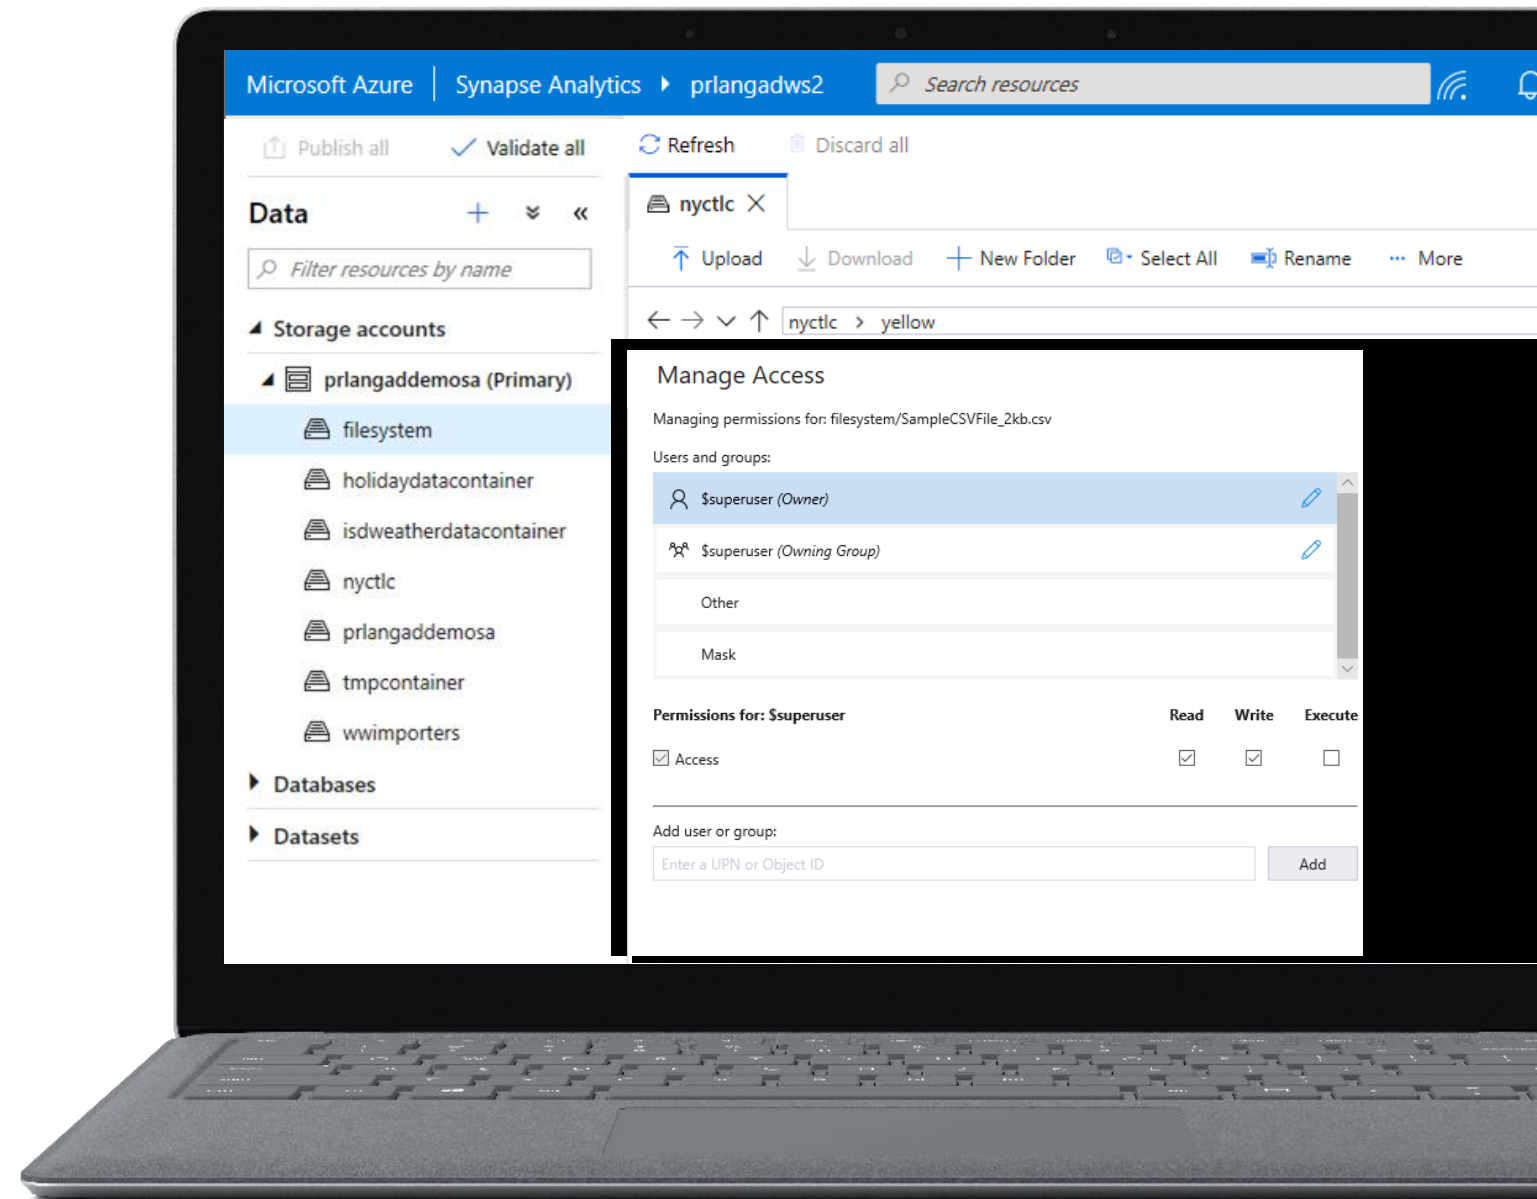 Microsoft Azure Synapse Analytics prlangadws2 Search resources
Publish all Validate all Refresh Discard all
Data
nyctlc
Filter resources by name
Upload Download New Folder Select All Rename ... More
nyctlc > yellow
Storage accounts
prlangaddemosa (Primary)
filesystem
holidaydatacontainer
isdweatherdatacontainer
nyctlc
prlangaddemosa
tmpcontainer
wwimporters
Databases
Datasets
Manage Access
Managing permissions for: filesystem/SampleCSVFile_2kb.csv
Users and groups:
$superuser (Owner)
$superuser (Owning Group)
Other
Mask
Permissions for: $superuser Read Write Execute
Access
Add user or group:
Enter a UPN or Object ID Add